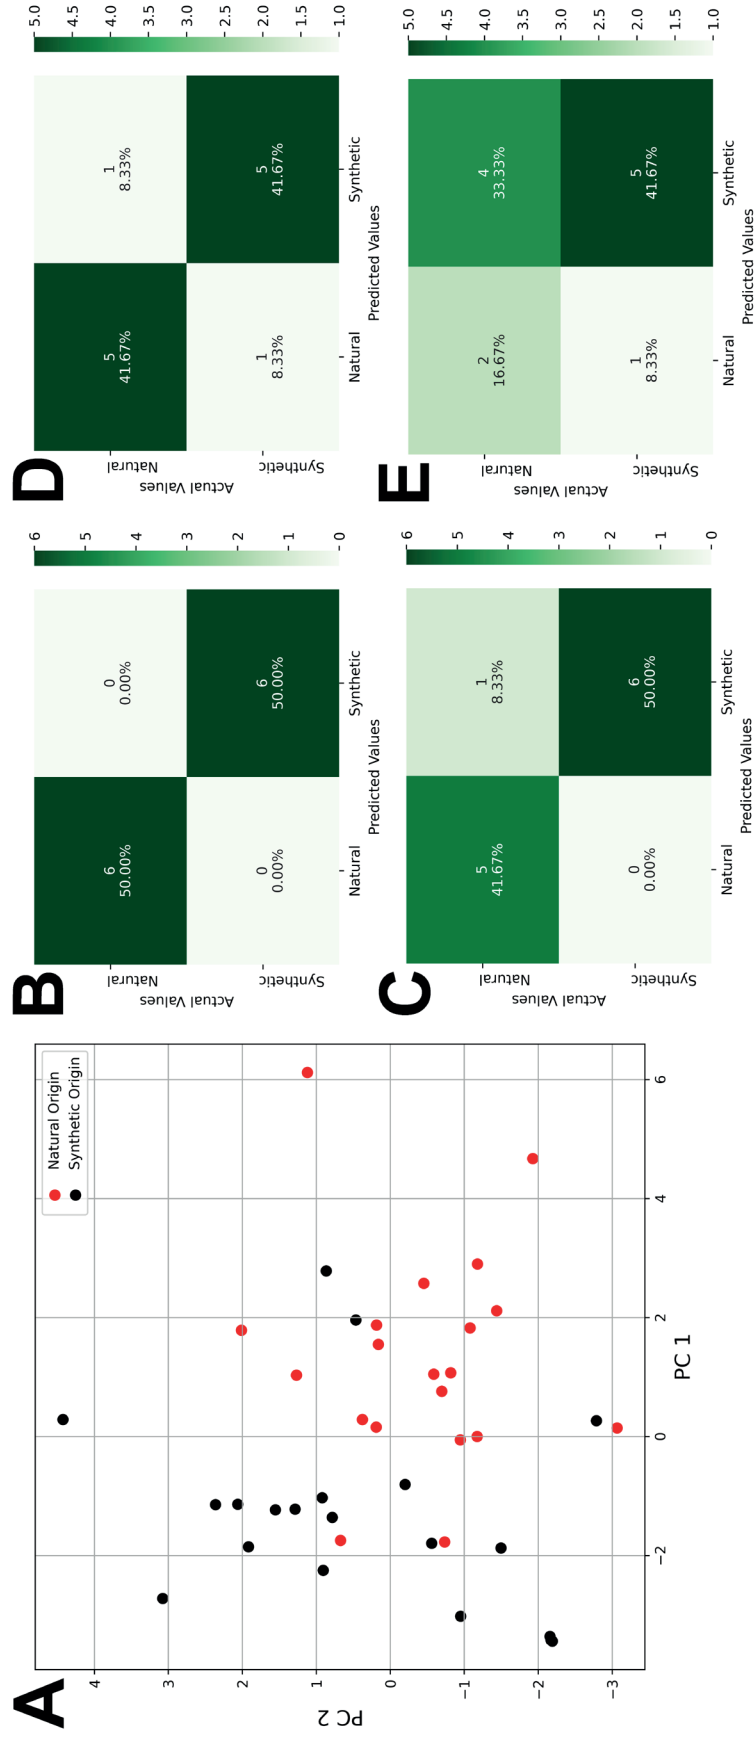 A
Natural Origin
Synthetic Origin
PC 2
4
3
2
1
0
−1
−2
−3
−2
0
2
4
6
PC 1
B
Actual Values
Natural
Synthetic
6
50.00%
0
0.00%
0
0.00%
6
50.00%
Natural
Synthetic
Predicted Values
6
5
4
3
2
1
0
D
Actual Values
Natural
Synthetic
5
41.67%
1
8.33%
1
8.33%
5
41.67%
Natural
Synthetic
Predicted Values
5.0
4.5
4.0
3.5
3.0
2.5
2.0
1.5
1.0
C
Actual Values
Natural
Synthetic
5
41.67%
1
8.33%
0
0.00%
6
50.00%
Natural
Synthetic
Predicted Values
6
5
4
3
2
1
0
E
Actual Values
Natural
Synthetic
2
16.67%
4
33.33%
1
8.33%
5
41.67%
Natural
Synthetic
Predicted Values
5.0
4.5
4.0
3.5
3.0
2.5
2.0
1.5
1.0